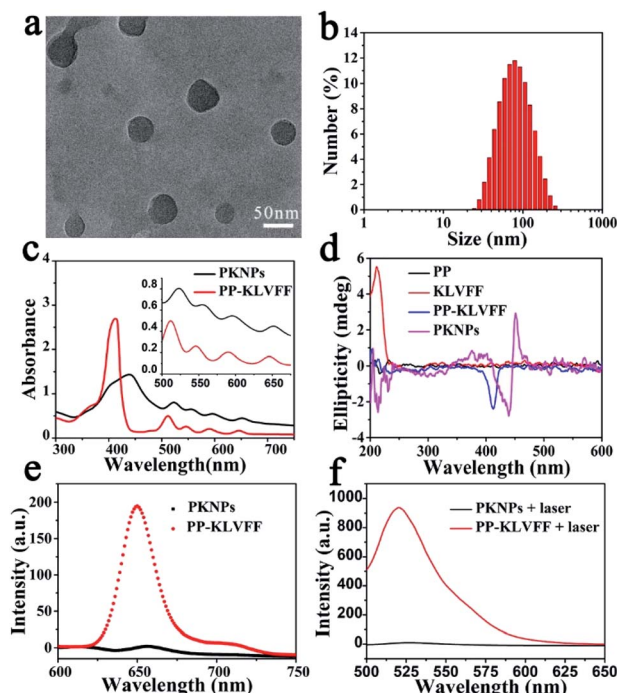 a
50nm
b
Number (%)
14
12
10
8
6
4
2
0
1 10 100 1000
Size (nm)
c
Absorbance
4
3
2
1
0
PKNPs
PP-KLVFF
0.8
0.6
0.4
0.2
0.0
500 550 600 650
300 400 500 600 700
Wavelength(nm)
d
Ellipticity (mdeg)
6
4
2
0
-2
-4
PP
KLVFF
PP-KLVFF
PKNPs
200 300 400 500 600
Wavelength (nm)
e
Intensity (a.u.)
200
150
100
50
0
PKNPs
PP-KLVFF
600 650 700 750
Wavelength (nm)
f
Intensity (a.u.)
1000
800
600
400
200
0
PKNPs + laser
PP-KLVFF + laser
500 525 550 575 600 625 650
Wavelength (nm)